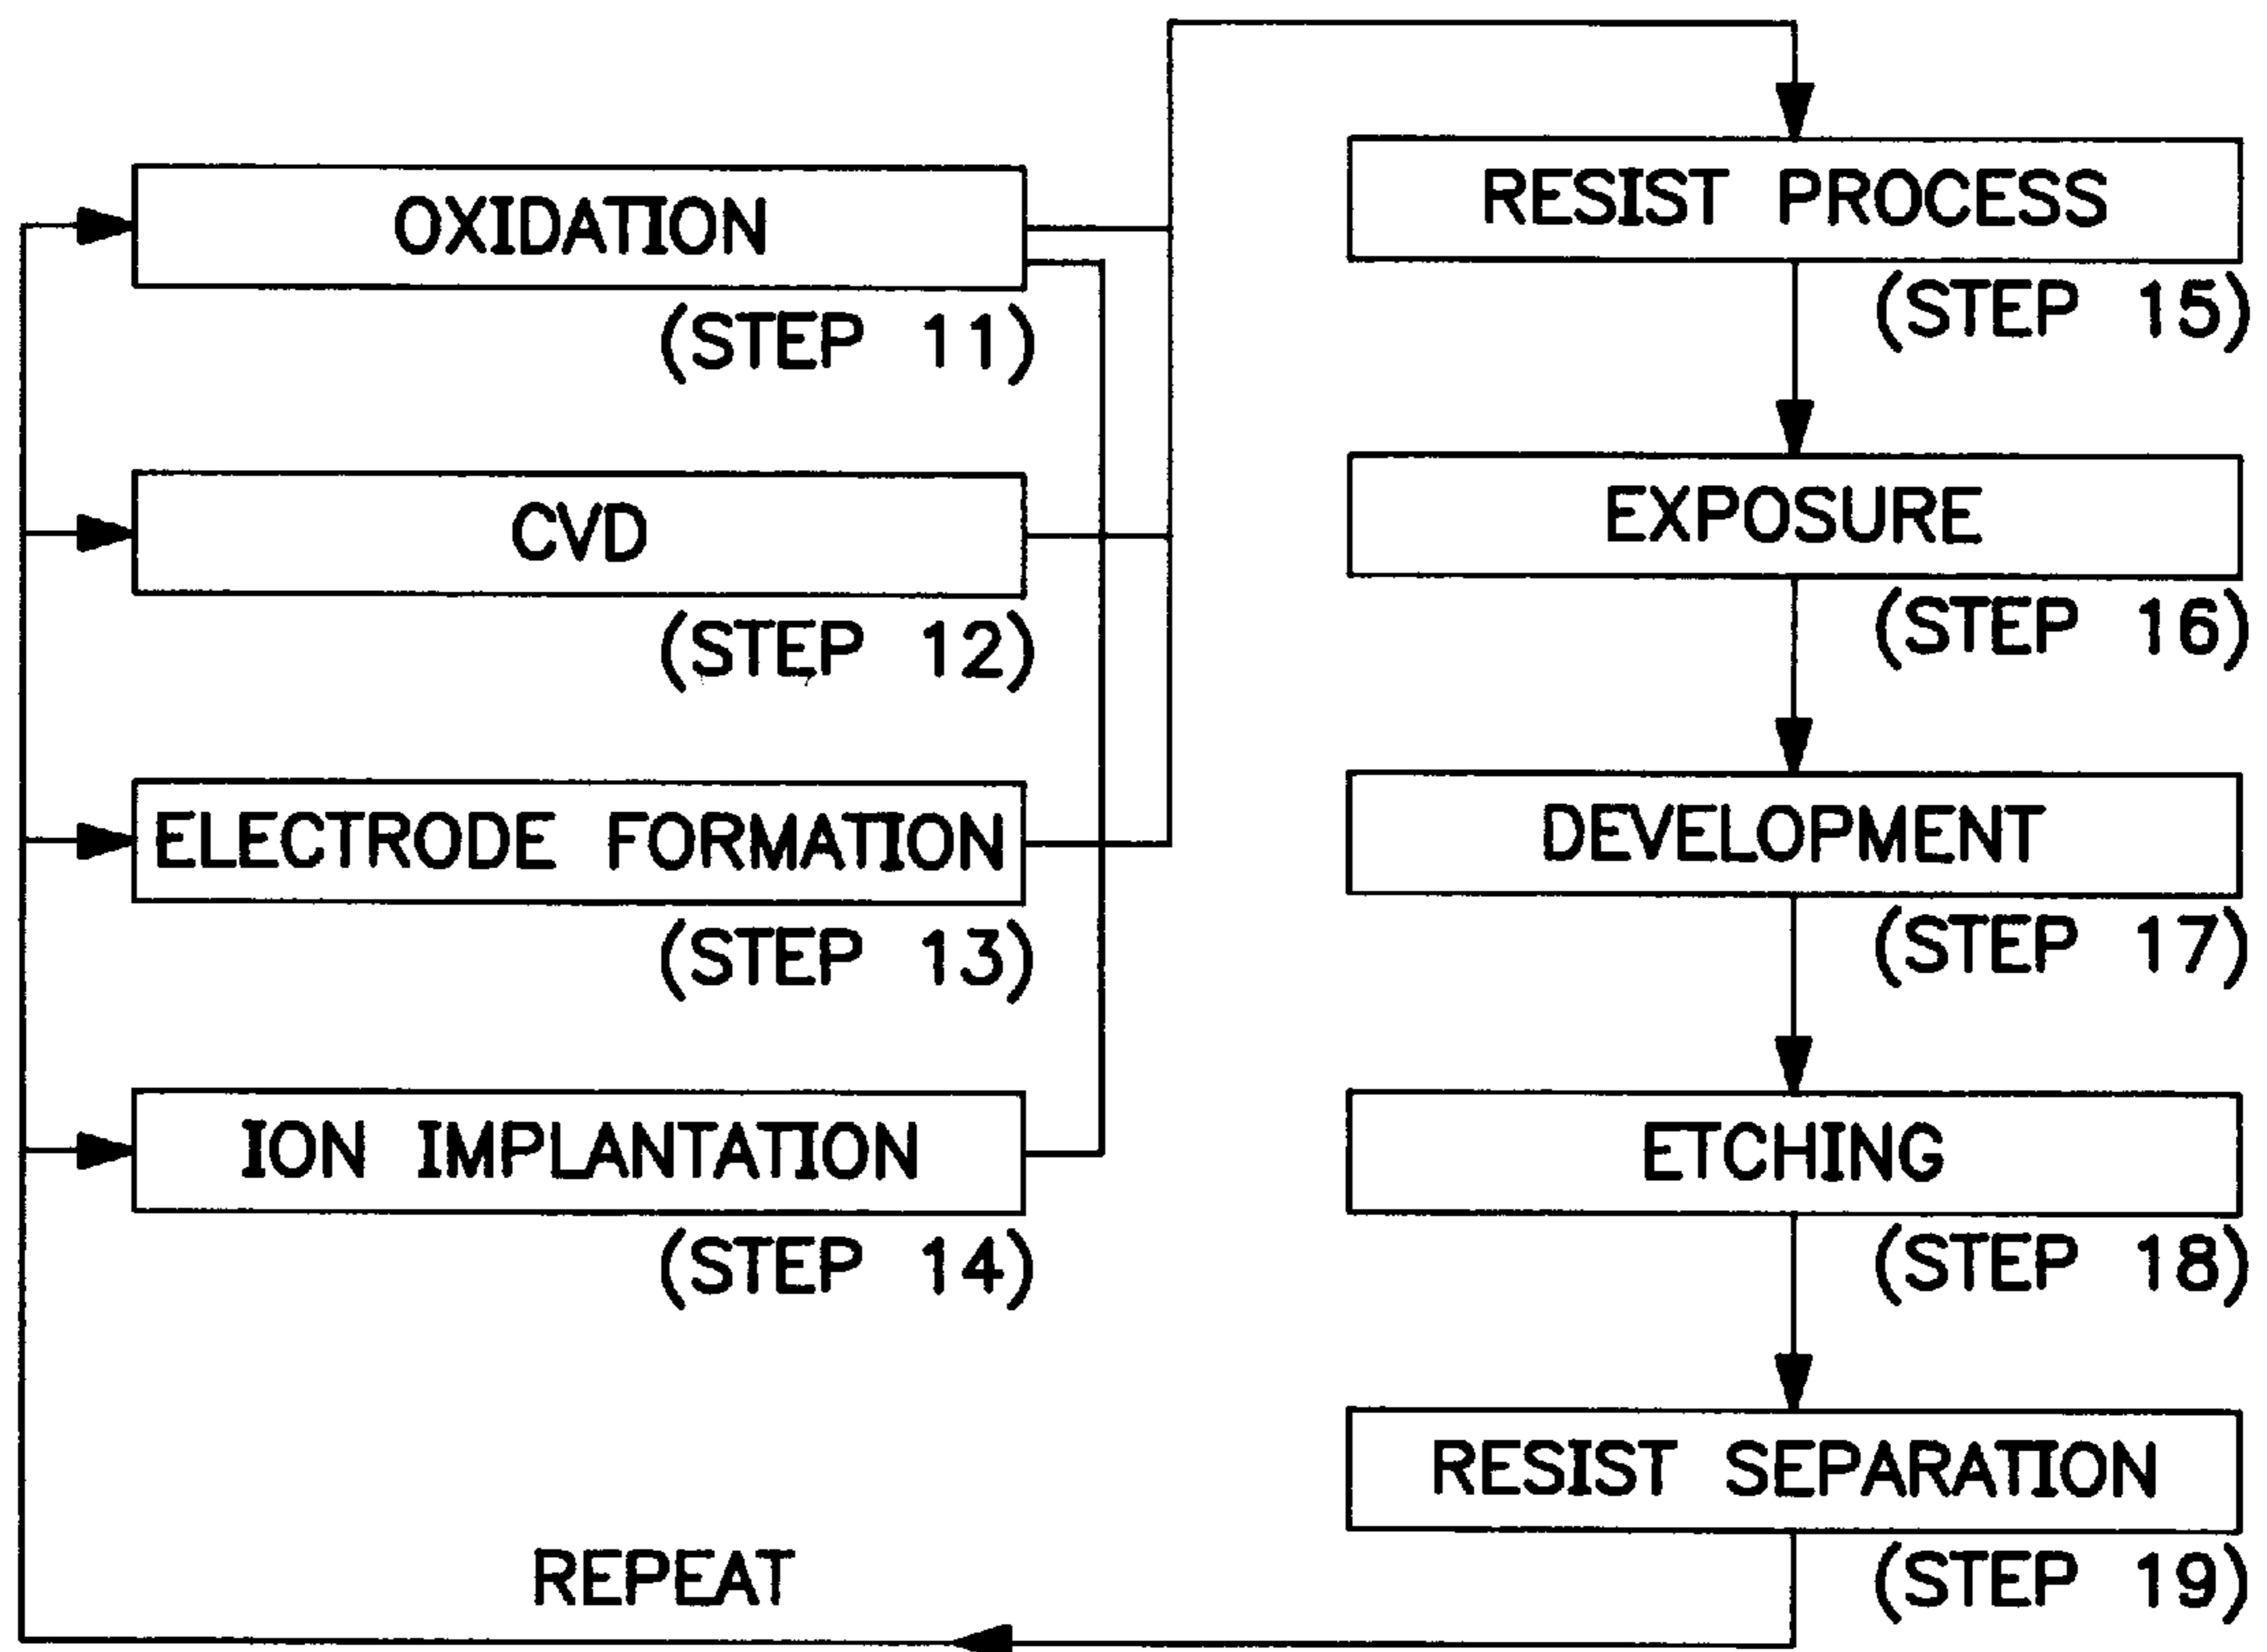 OXIDATION
(STEP 11)
CVD
(STEP 12)
ELECTRODE FORMATION
(STEP 13)
ION IMPLANTATION
(STEP 14)
RESIST PROCESS
(STEP 15)
EXPOSURE
(STEP 16)
DEVELOPMENT
(STEP 17)
ETCHING
(STEP 18)
RESIST SEPARATION
(STEP 19)
REPEAT